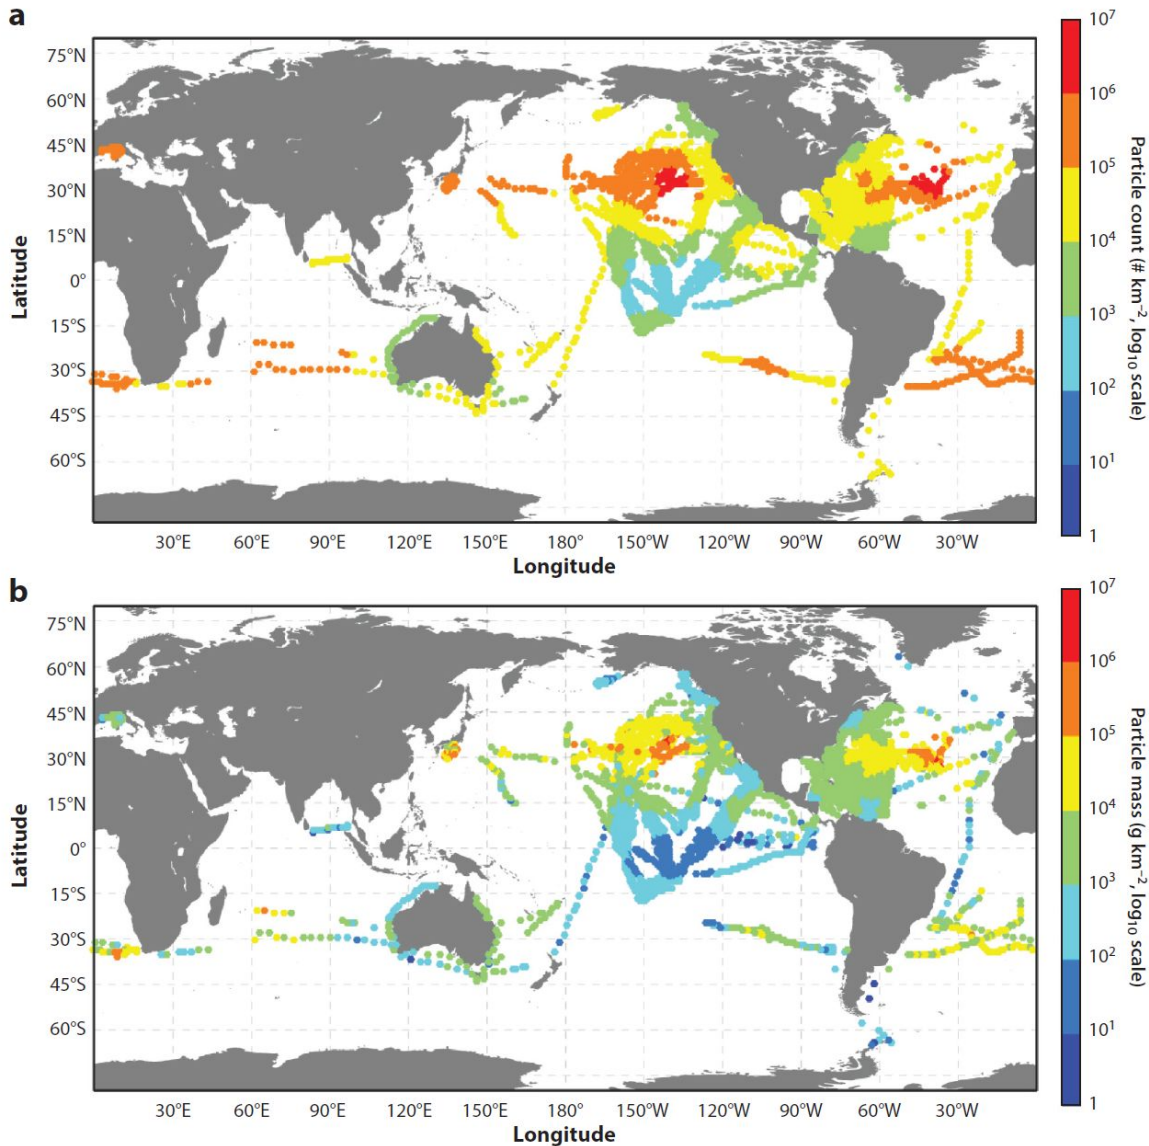 a
75°N
60°N
45°N
30°N
15°N
0°
15°S
30°S
45°S
60°S
Latitude
30°E 60°E 90°E 120°E 150°E 180° 150°W 120°W 90°W 60°W 30°W
Longitude
10⁷
10⁶
10⁵
10⁴
10³
10²
10¹
1
Particle count (# km⁻², log₁₀ scale)
b
75°N
60°N
45°N
30°N
15°N
0°
15°S
30°S
45°S
60°S
Latitude
30°E 60°E 90°E 120°E 150°E 180° 150°W 120°W 90°W 60°W 30°W
Longitude
10⁷
10⁶
10⁵
10⁴
10³
10²
10¹
1
Particle mass (g km⁻², log₁₀ scale)